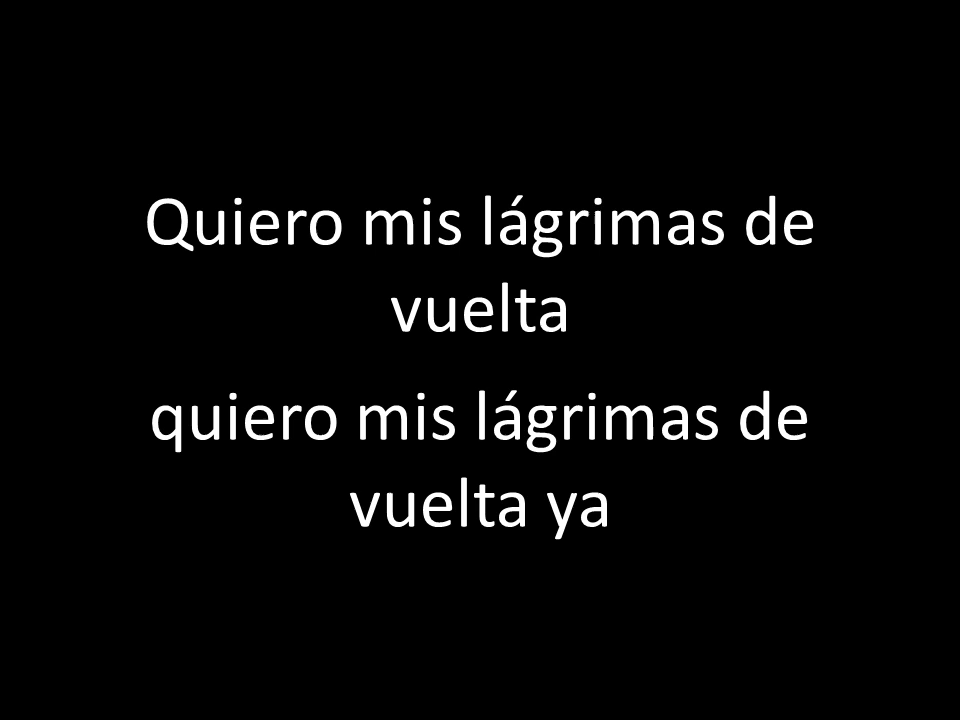 Quiero mis lágrimas de
vuelta
quiero mis lágrimas de
vuelta ya